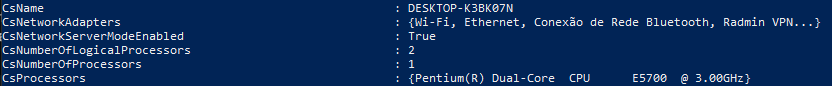 CsName : DESKTOP-K3BK07N
CsNetworkAdapters : {Wi-Fi, Ethernet, Conexão de Rede Bluetooth, Radmin VPN...}
CsNetworkServerModeEnabled : True
CsNumberOfLogicalProcessors : 2
CsNumberOfProcessors : 1
CsProcessors : {Pentium(R) Dual-Core  CPU      E5700  @ 3.00GHz}